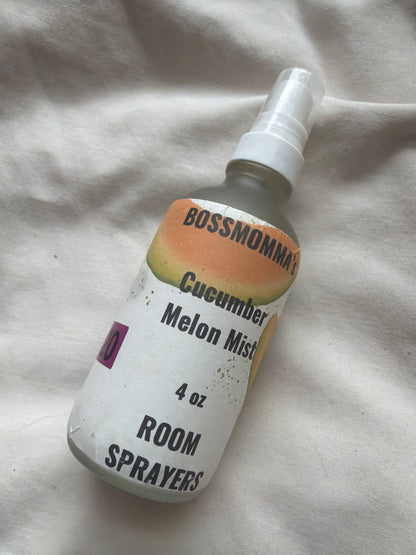 BOSSMOMMA'S
Cucumber
Melon Mist
4 oz
ROOM
SPRAYERS